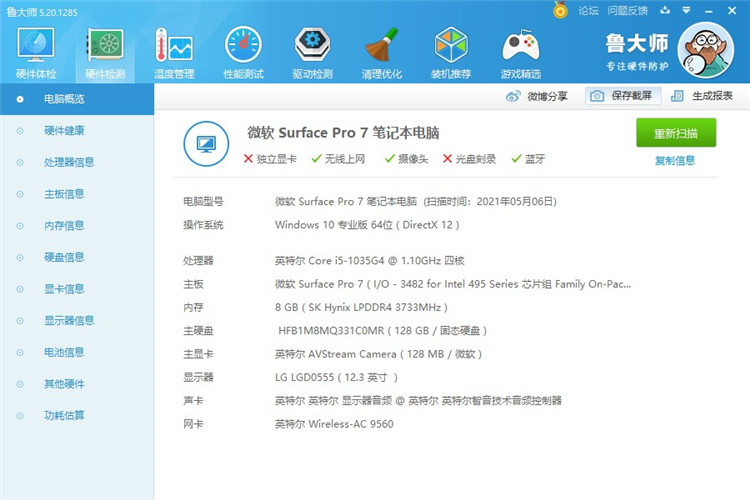 鲁大师 5.20.1285
论坛 问题反馈
硬件体检 硬件检测 温度管理 性能测试 驱动检测 清理优化 装机推荐 游戏精选
鲁大师
专注硬件防护
微博分享 保存截屏 生成报表
电脑概览
硬件健康
处理器信息
主板信息
内存信息
硬盘信息
显卡信息
显示器信息
电池信息
其他硬件
功耗估算
微软 Surface Pro 7 笔记本电脑
独立显卡 无线上网 摄像头 光盘刻录 蓝牙
重新扫描
复制信息
电脑型号 微软 Surface Pro 7 笔记本电脑 (扫描时间:2021年05月06日)
操作系统 Windows 10 专业版 64位 ( DirectX 12 )
处理器 英特尔 Core i5-1035G4 @ 1.10GHz 四核
主板 微软 Surface Pro 7 ( I/O - 3482 for Intel 495 Series 芯片组 Family On-Pac...
内存 8 GB ( SK Hynix LPDDR4 3733MHz )
主硬盘 HFB1M8MQ331C0MR ( 128 GB / 固态硬盘 )
主显卡 英特尔 AVStream Camera ( 128 MB / 微软 )
显示器 LG LGD0555 ( 12.3 英寸 )
声卡 英特尔 英特尔 显示器音频 @ 英特尔 英特尔智音技术音频控制器
网卡 英特尔 Wireless-AC 9560